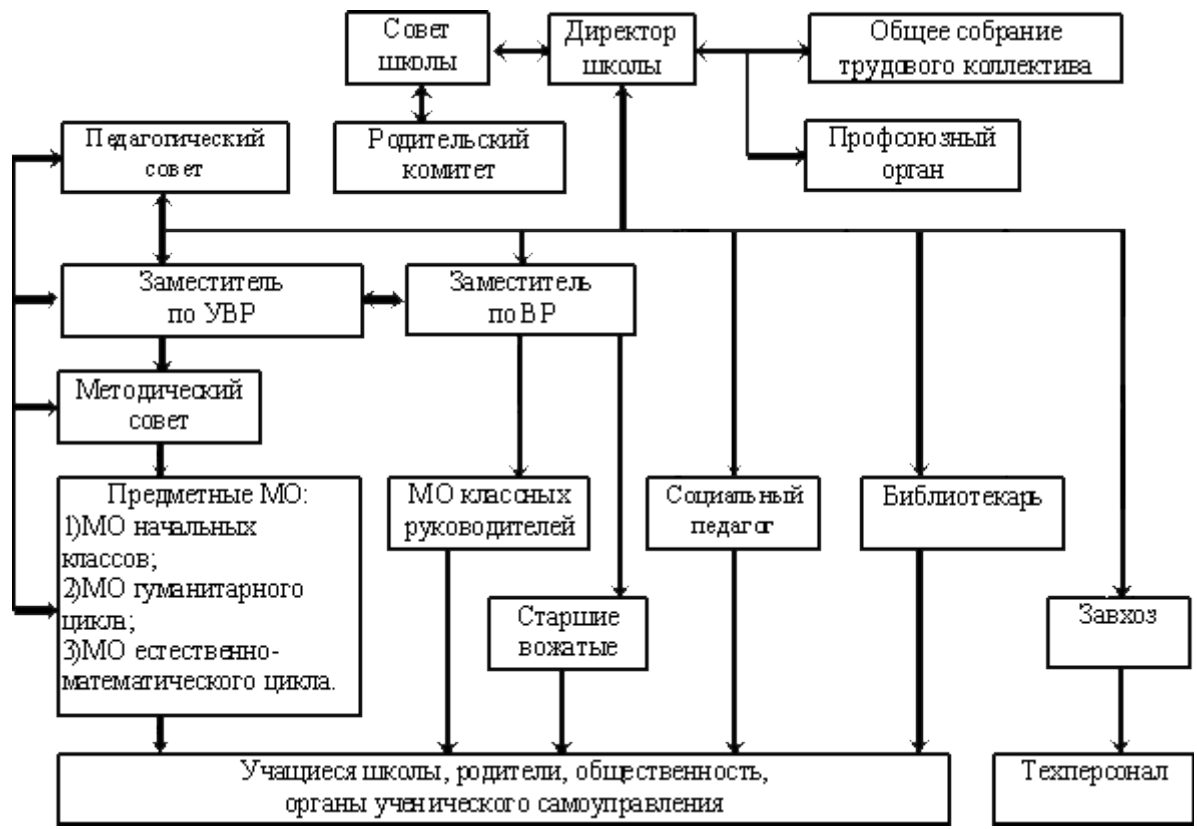 Совет
школы
Директор
школы
Общее собрание
трудового коллектива
Педагогический
совет
Родительский
комитет
Профсоюзный
орган
Заместитель
по УВР
Заместитель
по ВР
Методический
совет
Предметные МО:
1)МО начальных
классов;
2)МО гуманитарного
цикла;
3)МО естественно-
математического цикла.
МО классных
руководителей
Социальный
педагог
Библиотекарь
Старшие
вожатые
Завхоз
Учащиеся школы, родители, общественность,
органы ученического самоуправления
Техперсонал